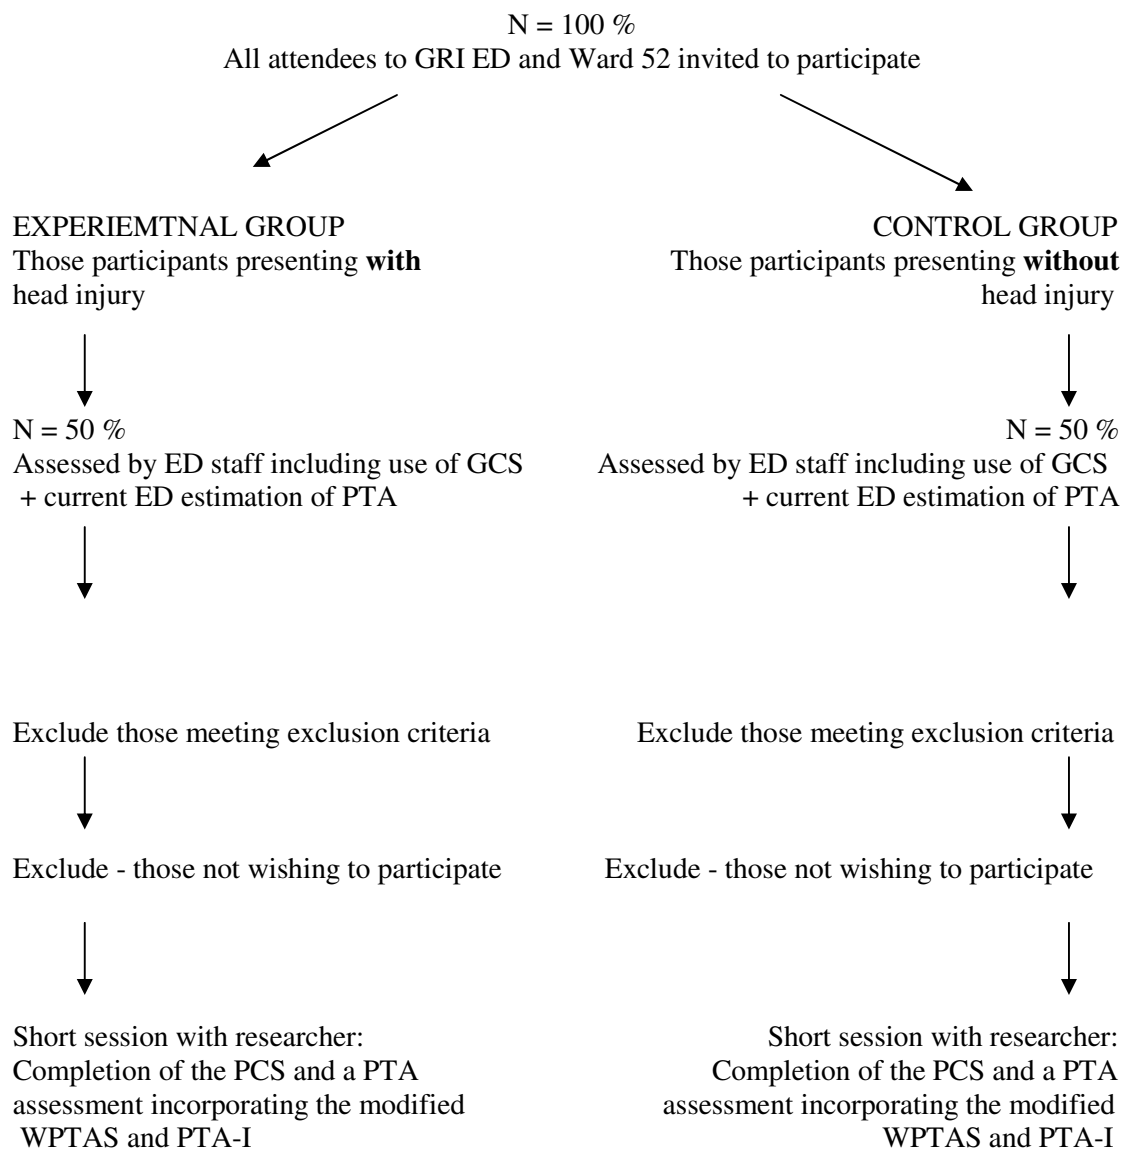 N = 100 %
All attendees to GRI ED and Ward 52 invited to participate
EXPERIEMTNAL GROUP
Those participants presenting with
head injury
CONTROL GROUP
Those participants presenting without
head injury
N = 50 %
Assessed by ED staff including use of GCS
+ current ED estimation of PTA
N = 50 %
Assessed by ED staff including use of GCS
+ current ED estimation of PTA
Exclude those meeting exclusion criteria
Exclude those meeting exclusion criteria
Exclude - those not wishing to participate
Exclude - those not wishing to participate
Short session with researcher:
Completion of the PCS and a PTA
assessment incorporating the modified
WPTAS and PTA-I
Short session with researcher:
Completion of the PCS and a PTA
assessment incorporating the modified
WPTAS and PTA-I